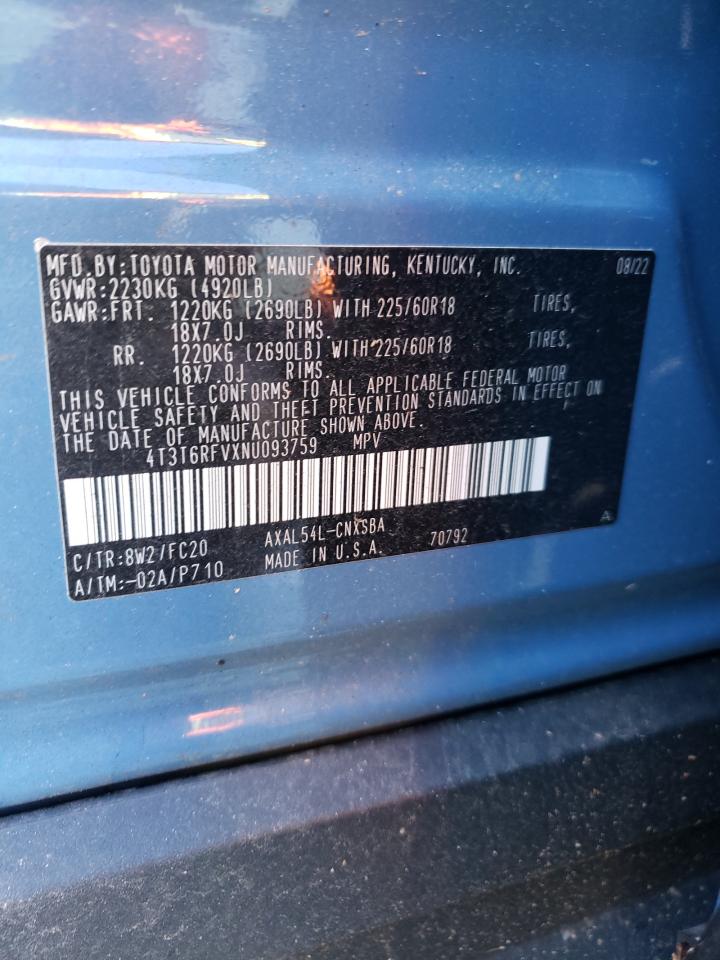 MFD.BY:TOYOTA MOTOR MANUFACTURING, KENTUCKY, INC. 08/22
GVWR:2230KG (4920LB)
GAWR:FRT. 1220KG (2690LB) WITH 225/60R18 TIRES,
18X7.0J RIMS.
RR. 1220KG (2690LB) WITH 225/60R18 TIRES,
18X7.0J RIMS.
THIS VEHICLE CONFORMS TO ALL APPLICABLE FEDERAL MOTOR
VEHICLE SAFETY AND THEFT PREVENTION STANDARDS IN EFFECT ON
THE DATE OF MANUFACTURE SHOWN ABOVE.
4T3T6RFVXNU093759 MPV
C/TR:8W2/FC20 AXAL54L-CNXSBA A
A/TM:-02A/P710 MADE IN U.S.A. 70792